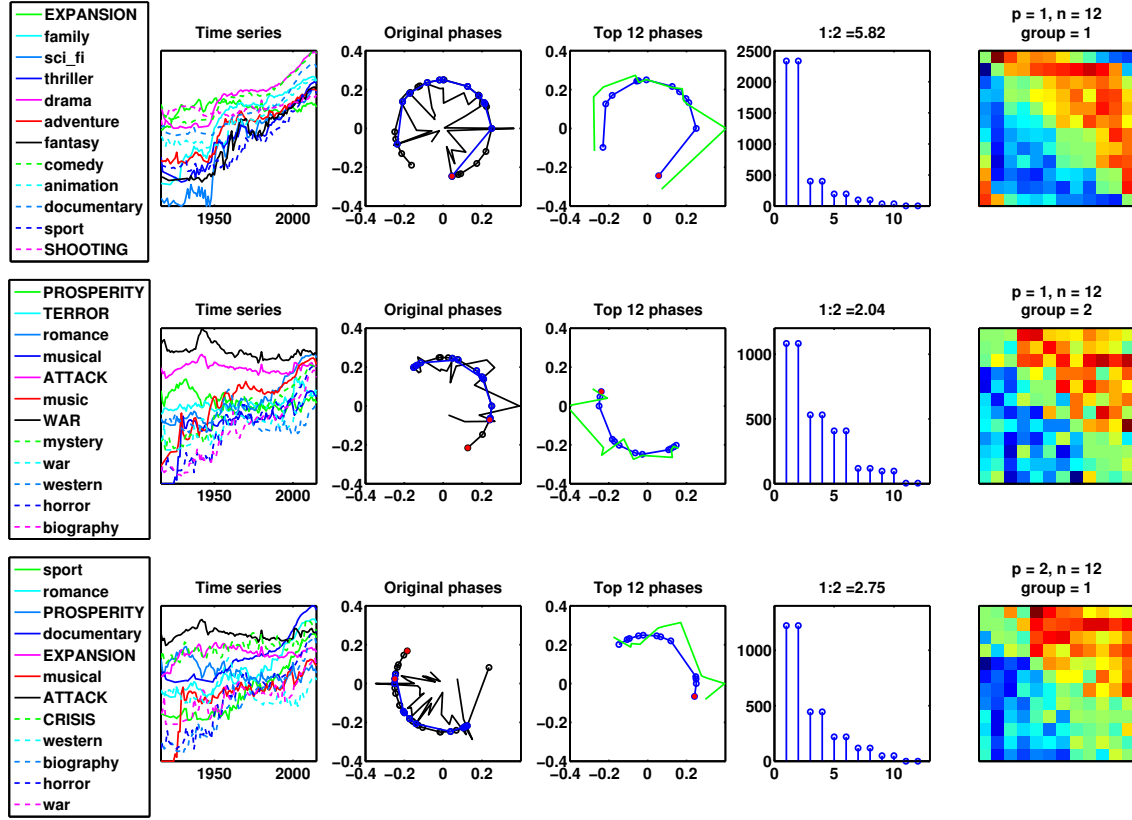 EXPANSION
family
sci_fi
thriller
drama
adventure
fantasy
comedy
animation
documentary
sport
SHOOTING
Time series
1950 2000
Original phases
0.4
0.2
0
−0.2
−0.4
−0.4 −0.2 0 0.2
Top 12 phases
0.4
0.2
0
−0.2
−0.4
−0.4 −0.2 0 0.2
1:2 =5.82
2500
2000
1500
1000
500
0
5 10
p = 1, n = 12
group = 1
PROSPERITY
TERROR
romance
musical
ATTACK
music
WAR
mystery
war
western
horror
biography
Time series
1950 2000
Original phases
0.4
0.2
0
−0.2
−0.4
−0.4 −0.2 0 0.2
Top 12 phases
0.4
0.2
0
−0.2
−0.4
−0.4 −0.2 0 0.2
1:2 =2.04
1000
500
0
5 10
p = 1, n = 12
group = 2
sport
romance
PROSPERITY
documentary
EXPANSION
musical
ATTACK
CRISIS
western
biography
horror
war
Time series
1950 2000
Original phases
0.4
0.2
0
−0.2
−0.4
−0.4 −0.2 0 0.2
Top 12 phases
0.4
0.2
0
−0.2
−0.4
−0.4 −0.2 0 0.2
1:2 =2.75
1000
500
0
5 10
p = 2, n = 12
group = 1